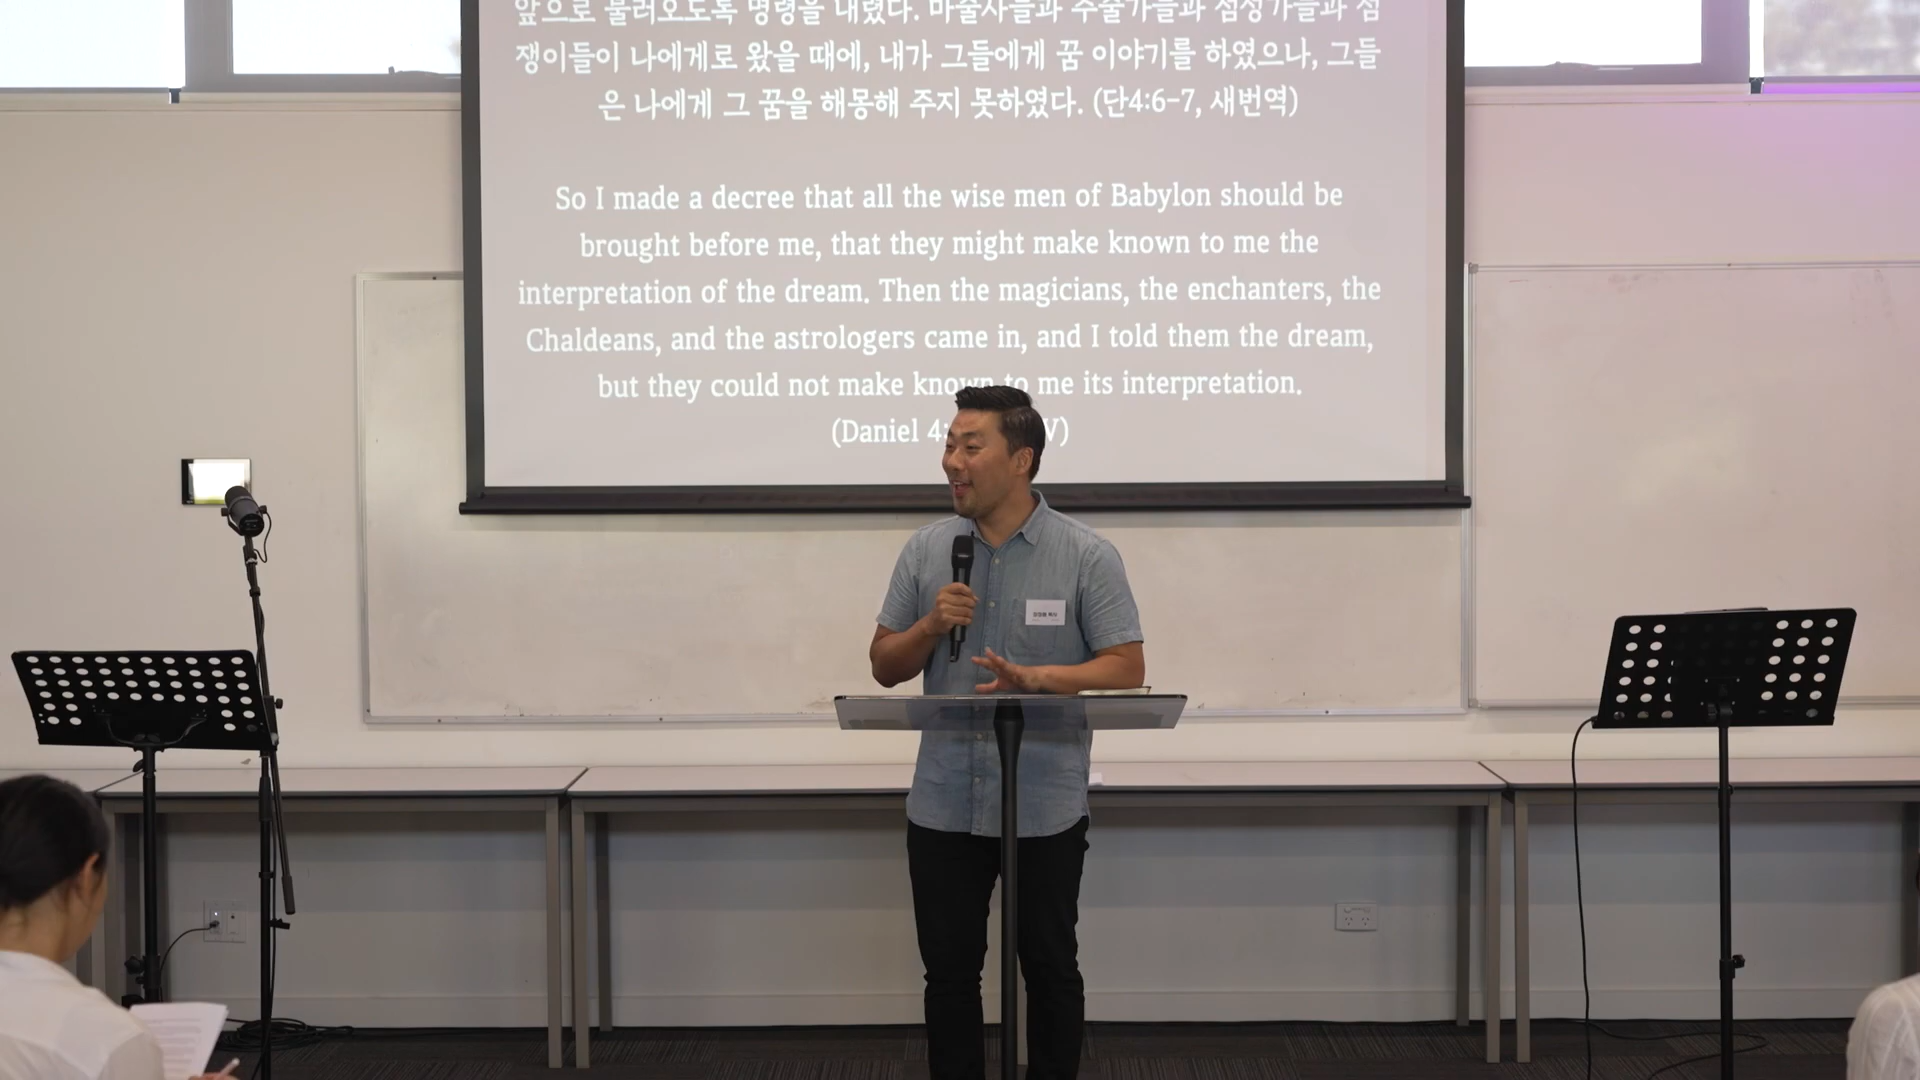 앞으로 불러오도록 명령을 내렸다. 마술사들과 주술가들과 점성가들과 점
쟁이들이 나에게로 왔을 때에, 내가 그들에게 꿈 이야기를 하였으나, 그들
은 나에게 그 꿈을 해몽해 주지 못하였다. (단4:6-7, 새번역)
So I made a decree that all the wise men of Babylon should be
brought before me, that they might make known to me the
interpretation of the dream. Then the magicians, the enchanters, the
Chaldeans, and the astrologers came in, and I told them the dream,
but they could not make known to me its interpretation.
(Daniel 4: V)
목사